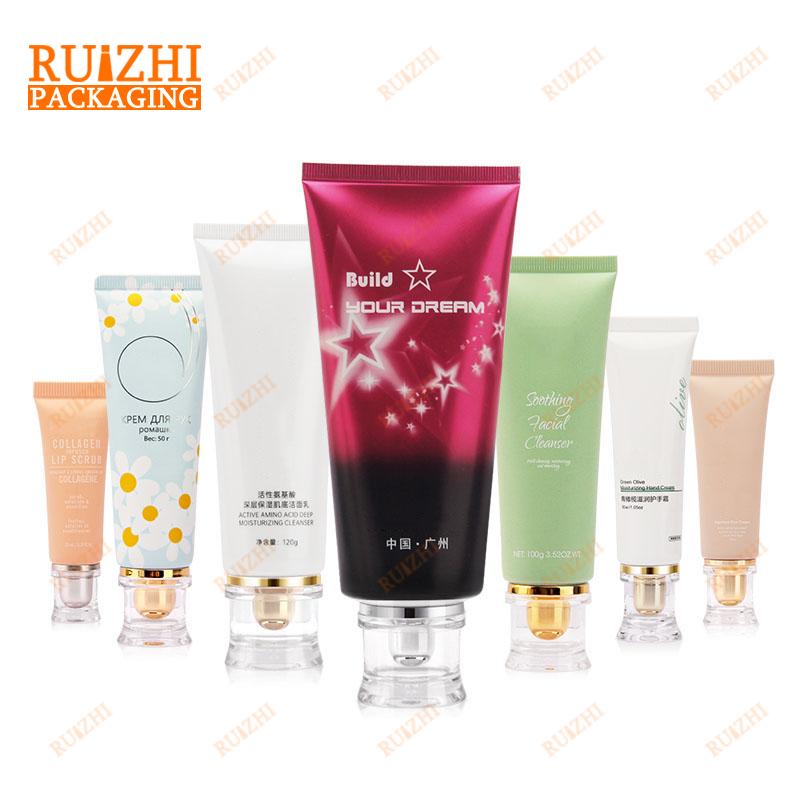 RUIZHI
PACKAGING
COLLAGEN
INFUSED
LIP SCRUB
COLLAGÈNE
КРЕМ ДЛЯ РУК
ромашка
Вес: 50 г
活性氨基酸
深层保湿肌底洁面乳
ACTIVE AMINO ACID DEEP
MOISTURIZING CLEANSER
净含量: 120g
Build
YOUR DREAM
中国·广州
Soothing
Facial
Cleanser
NET: 100g 3.52OZ.WT.
olive
Green Olive
Moisturizing Hand Cream
青橄榄滋润护手霜
RUIZHI